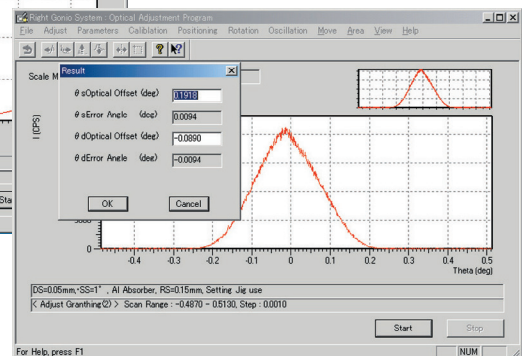 Right Gonio System : Optical Adjustment Program
File Adjust Parameters Caliblation Positioning Rotation Oscillation Move Area View Help
Scale M
Result
θ sOptical Offset (deg) 0.1918
θ sError Angle (deg) 0.0094
θ dOptical Offset (deg) -0.0890
θ dError Angle (deg) -0.0094
OK Cancel
I (CPS)
0
-0.4 -0.3 -0.2 -0.1 0 0.1 0.2 0.3 0.4 0.5
Theta (deg)
DS=0.05mm,･SS=1° , Al Absorber, RS=0.15mm, Setting Jig use
< Adjust Granthing(2) > Scan Range : -0.4870 - 0.5130, Step : 0.0010
Start Stop
For Help, press F1 NUM
Sta